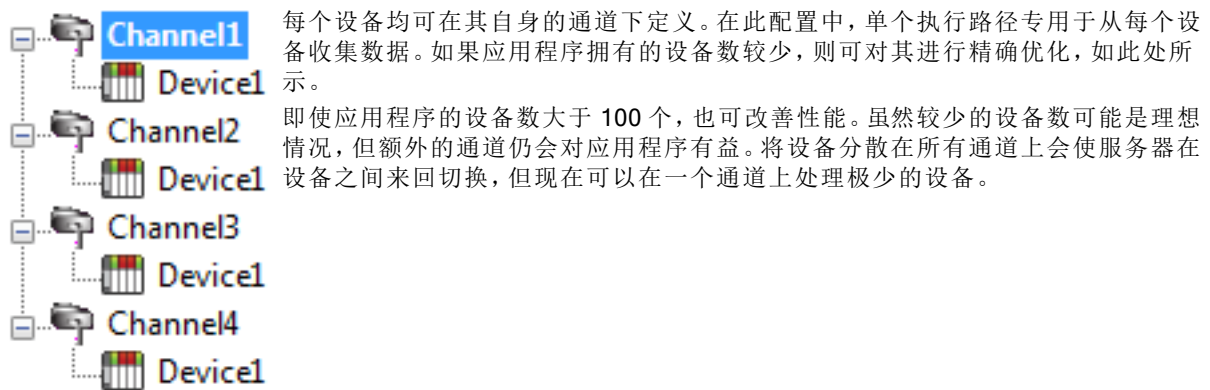 Channel1
Device1
Channel2
Device1
Channel3
Device1
Channel4
Device1
每个设备均可在其自身的通道下定义。在此配置中，单个执行路径专用于从每个设
备收集数据。如果应用程序拥有的设备数较少，则可对其进行精确优化，如此处所
示。
即使应用程序的设备数大于 100 个，也可改善性能。虽然较少的设备数可能是理想
情况，但额外的通道仍会对应用程序有益。将设备分散在所有通道上会使服务器在
设备之间来回切换，但现在可以在一个通道上处理极少的设备。